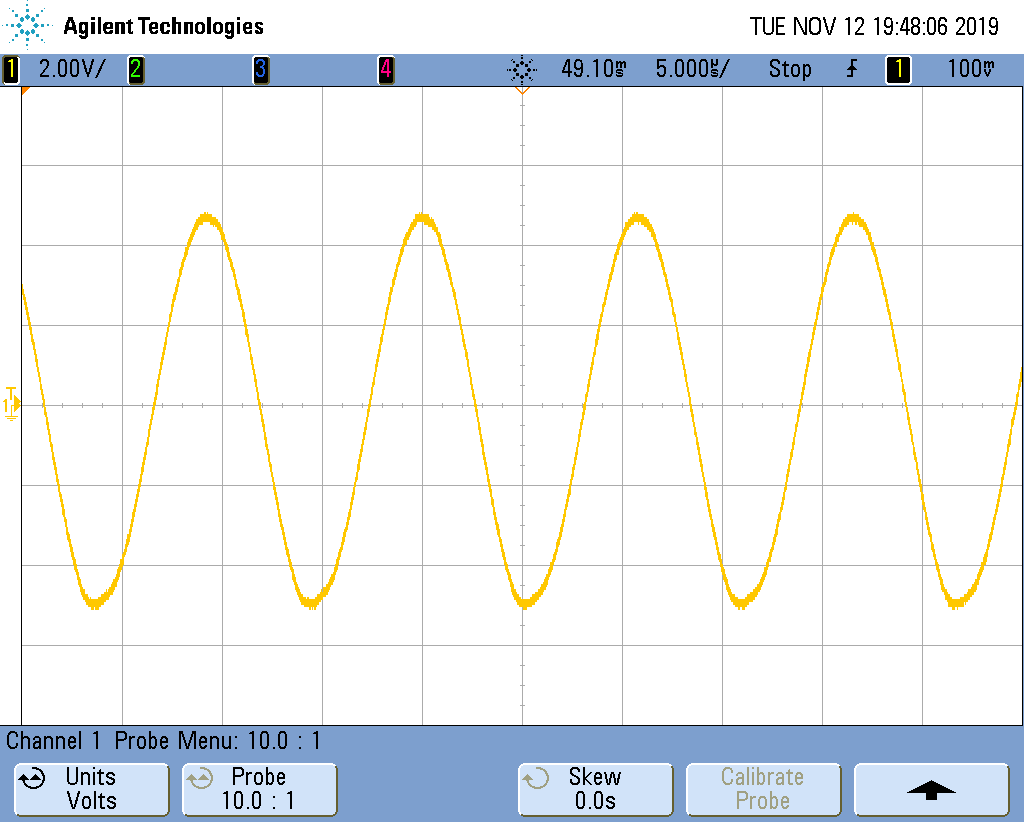 Agilent Technologies TUE NOV 12 19:48:06 2019
1 2.00V/ 2 3 4 49.10ms 5.000µs/ Stop 1 100mV
T
1
Channel 1 Probe Menu: 10.0 : 1
Units Probe Skew Calibrate
Volts 10.0 : 1 0.0s Probe